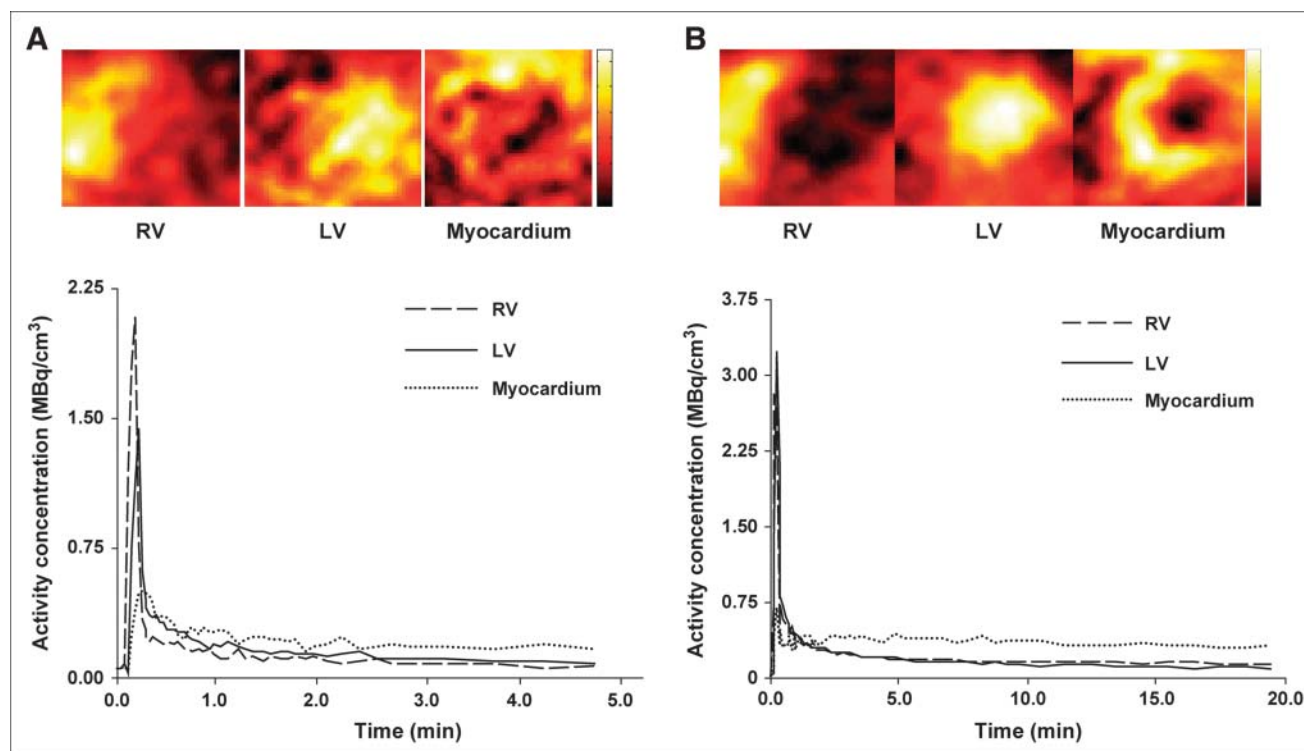 A
RV
LV
Myocardium
2.25
1.50
0.75
0.00
0.0
1.0
2.0
3.0
4.0
5.0
Activity concentration (MBq/cm³)
Time (min)
RV
LV
Myocardium
B
RV
LV
Myocardium
3.75
3.00
2.25
1.50
0.75
0
0.0
5.0
10.0
15.0
20.0
Activity concentration (MBq/cm³)
Time (min)
RV
LV
Myocardium